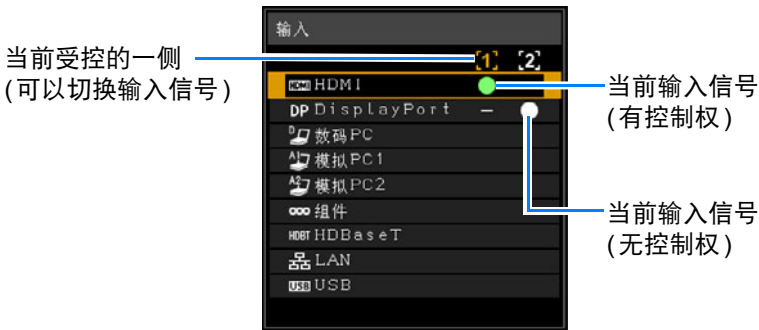 输入
当前受控的一侧
(可以切换输入信号)
[1] [2]
HDMI HDMI
当前输入信号
(有控制权)
DP DisplayPort –
D 数码PC
A1 模拟PC1
A2 模拟PC2
组件
当前输入信号
(无控制权)
HDBT HDBaseT
LAN
USB USB